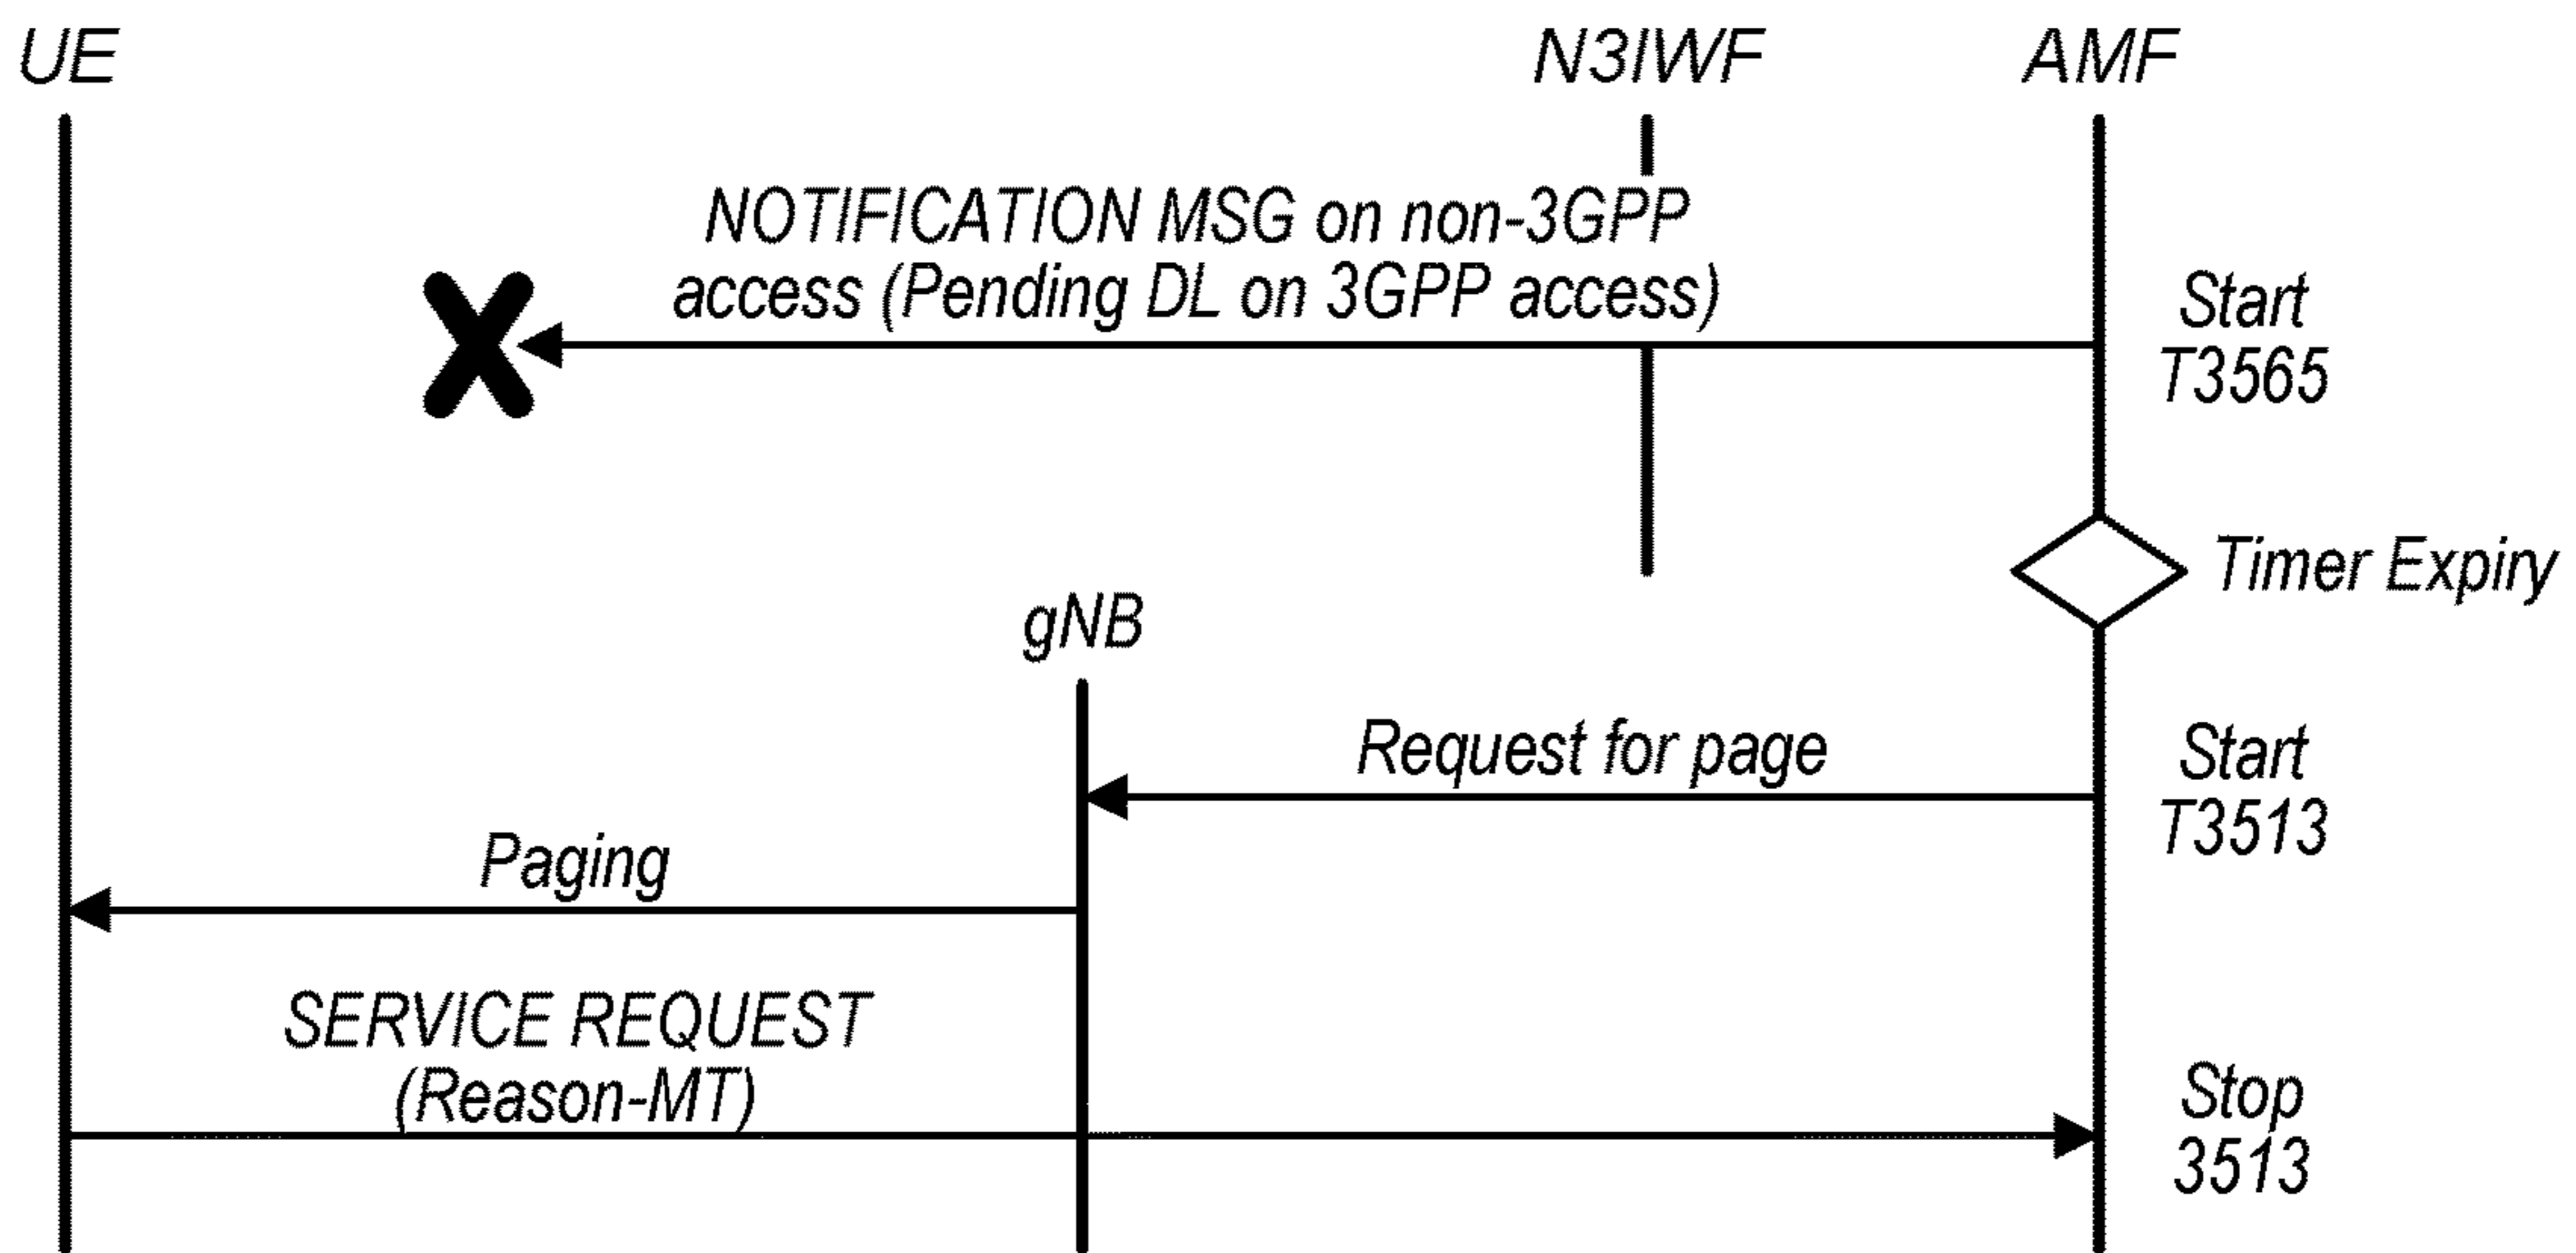 UE
N3IWF
AMF
NOTIFICATION MSG on non-3GPP
access (Pending DL on 3GPP access)
Start
T3565
Timer Expiry
gNB
Request for page
Start
T3513
Paging
SERVICE REQUEST
(Reason-MT)
Stop
3513